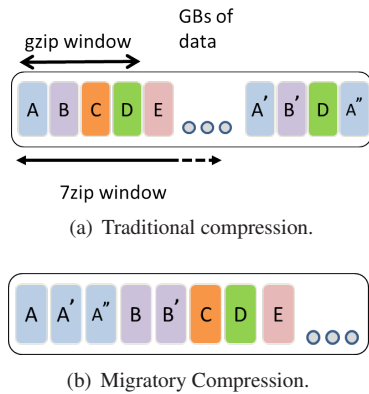 gzip window
GBs of
data
A B C D E A′ B′ D A″
7zip window
(a) Traditional compression.
A A′ A″ B B′ C D E
(b) Migratory Compression.